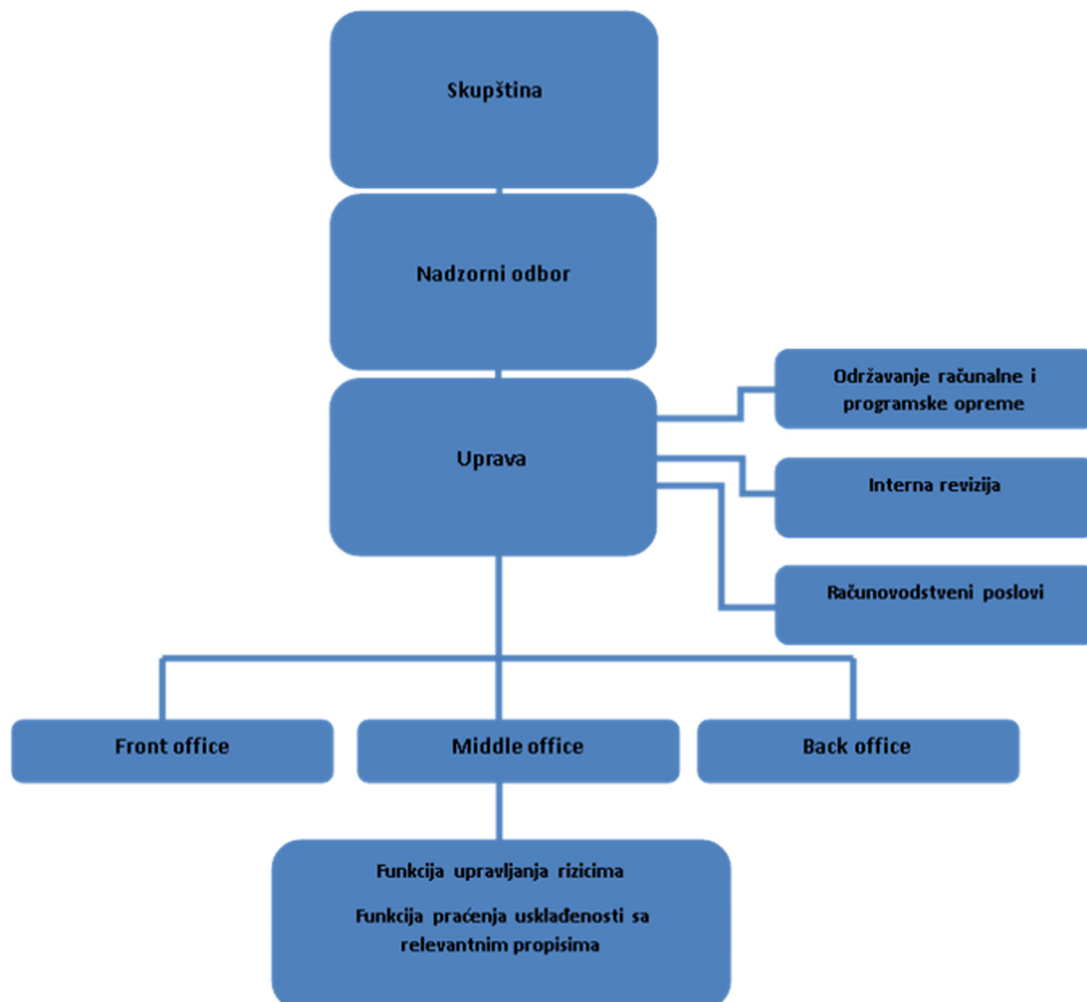 Skupština
Nadzorni odbor
Održavanje računalne i
programske opreme
Uprava
Interna revizija
Računovodstveni poslovi
Front office
Middle office
Back office
Funkcija upravljanja rizicima
Funkcija praćenja usklađenosti sa
relevantnim propisima